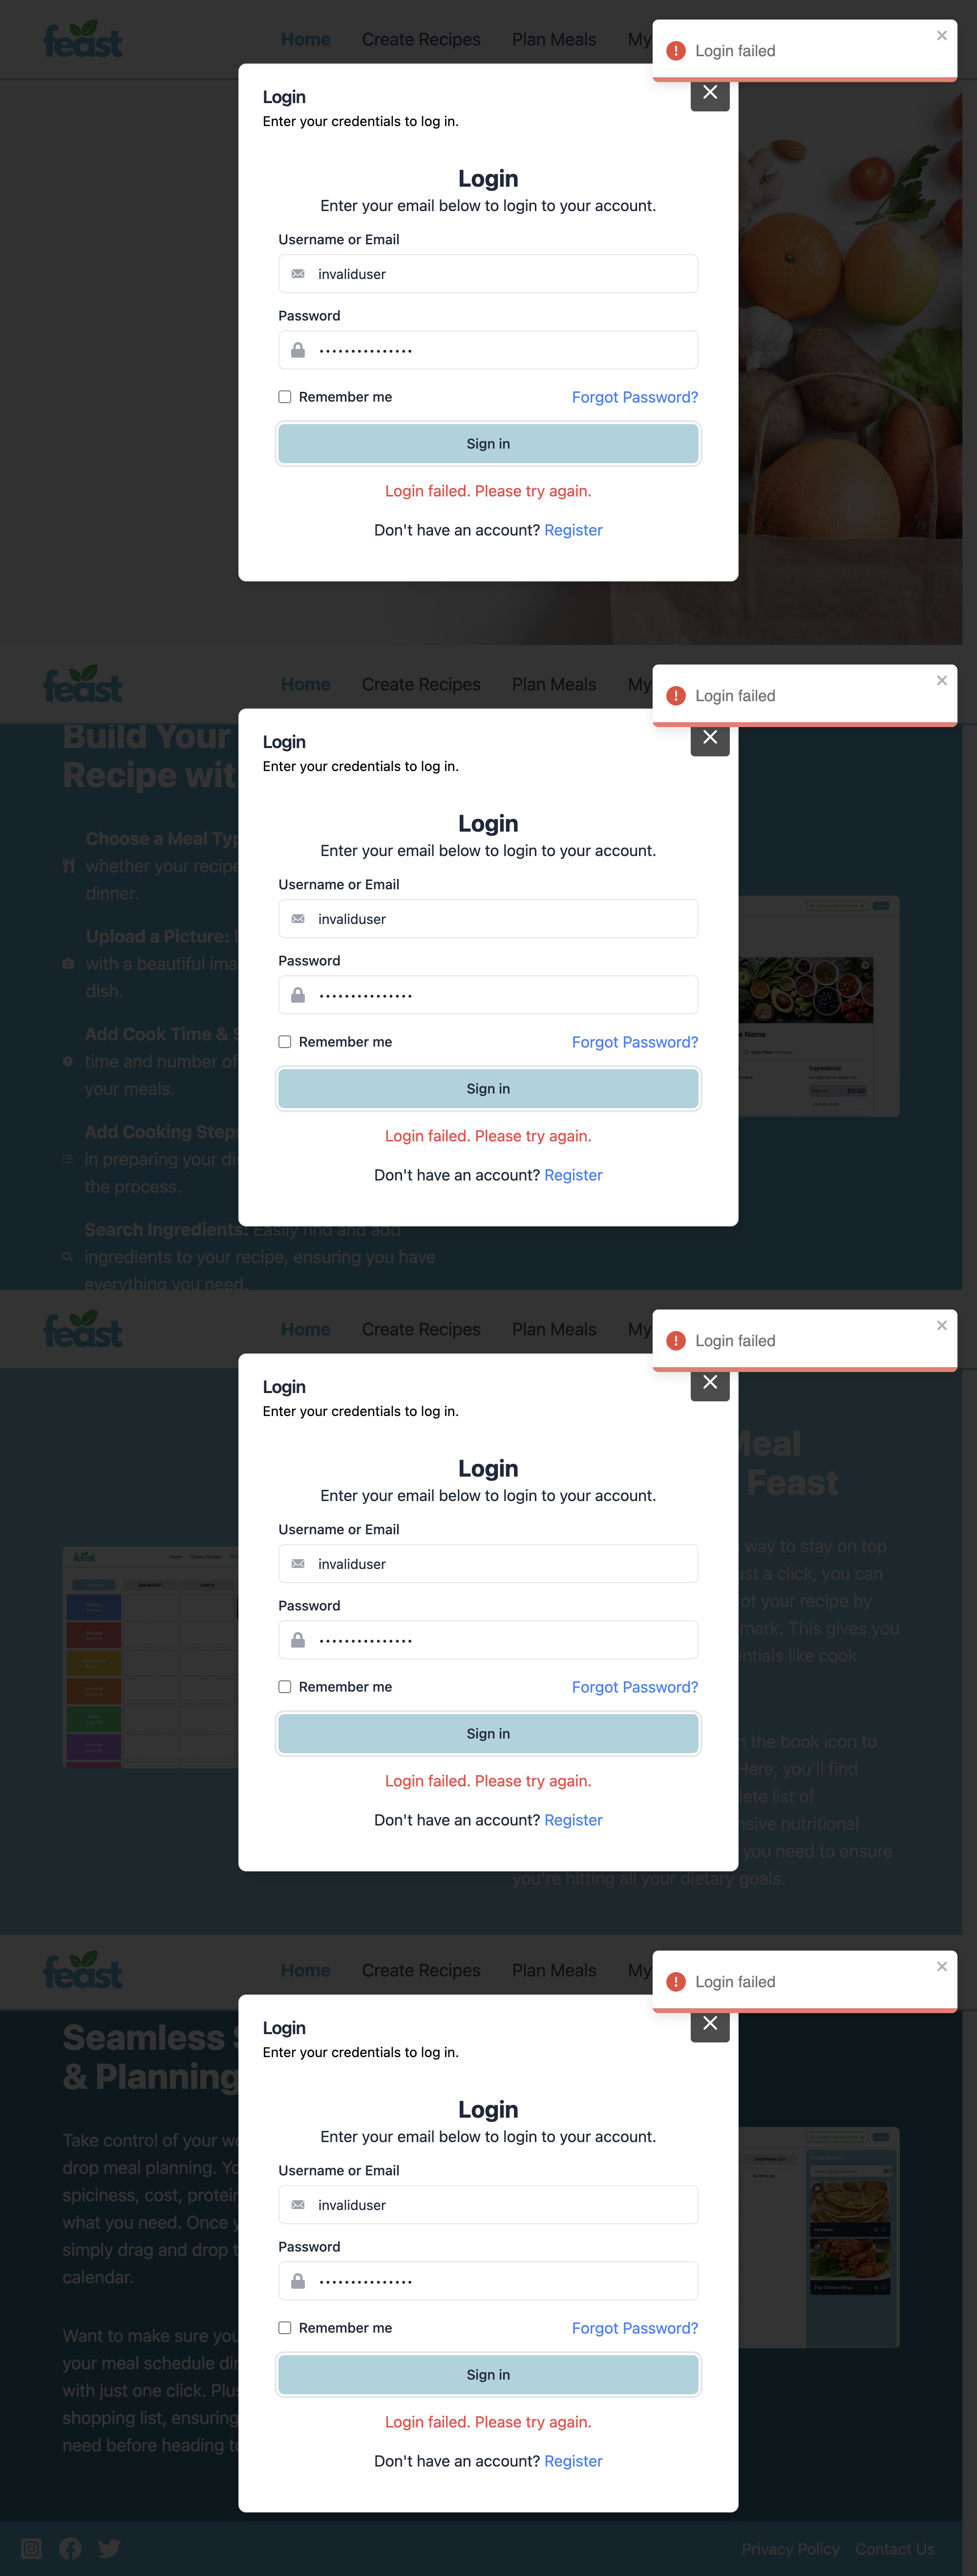 feast
Home Create Recipes Plan Meals My
Login failed
Login
Enter your credentials to log in.
Login
Enter your email below to login to your account.
Username or Email
invaliduser
Password
Remember me Forgot Password?
Sign in
Login failed. Please try again.
Don't have an account? Register
feast
Home Create Recipes Plan Meals My
Login failed
Build Your
Recipe wit
Choose a Meal Typ
whether your recipe
dinner.
Upload a Picture:
with a beautiful ima
dish.
Add Cook Time & S
time and number of
your meals.
Add Cooking Steps
in preparing your di
the process.
Search Ingredients: Easily find and add
ingredients to your recipe, ensuring you have
everything you need.
Login
Enter your credentials to log in.
Login
Enter your email below to login to your account.
Username or Email
invaliduser
Password
Remember me Forgot Password?
Sign in
Login failed. Please try again.
Don't have an account? Register
e Name
Ingredients
$0.00
feast
Home Create Recipes Plan Meals My
Login failed
Login
Enter your credentials to log in.
Login
Enter your email below to login to your account.
Username or Email
invaliduser
Password
Remember me Forgot Password?
Sign in
Login failed. Please try again.
Don't have an account? Register
feast
Meal
Feast
way to stay on top
ust a click, you can
of your recipe by
mark. This gives you
entials like cook
n the book icon to
Here, you'll find
lete list of
nsive nutritional
you need to ensure
you're hitting all your dietary goals.
feast
Home Create Recipes Plan Meals My
Login failed
Seamless S
& Planning
Take control of your we
drop meal planning. Yo
spiciness, cost, protein
what you need. Once y
simply drag and drop t
calendar.
Want to make sure you
your meal schedule dir
with just one click. Plus
shopping list, ensuring
need before heading to
Login
Enter your credentials to log in.
Login
Enter your email below to login to your account.
Username or Email
invaliduser
Password
Remember me Forgot Password?
Sign in
Login failed. Please try again.
Don't have an account? Register
SHOPPING LIST
Privacy Policy Contact Us